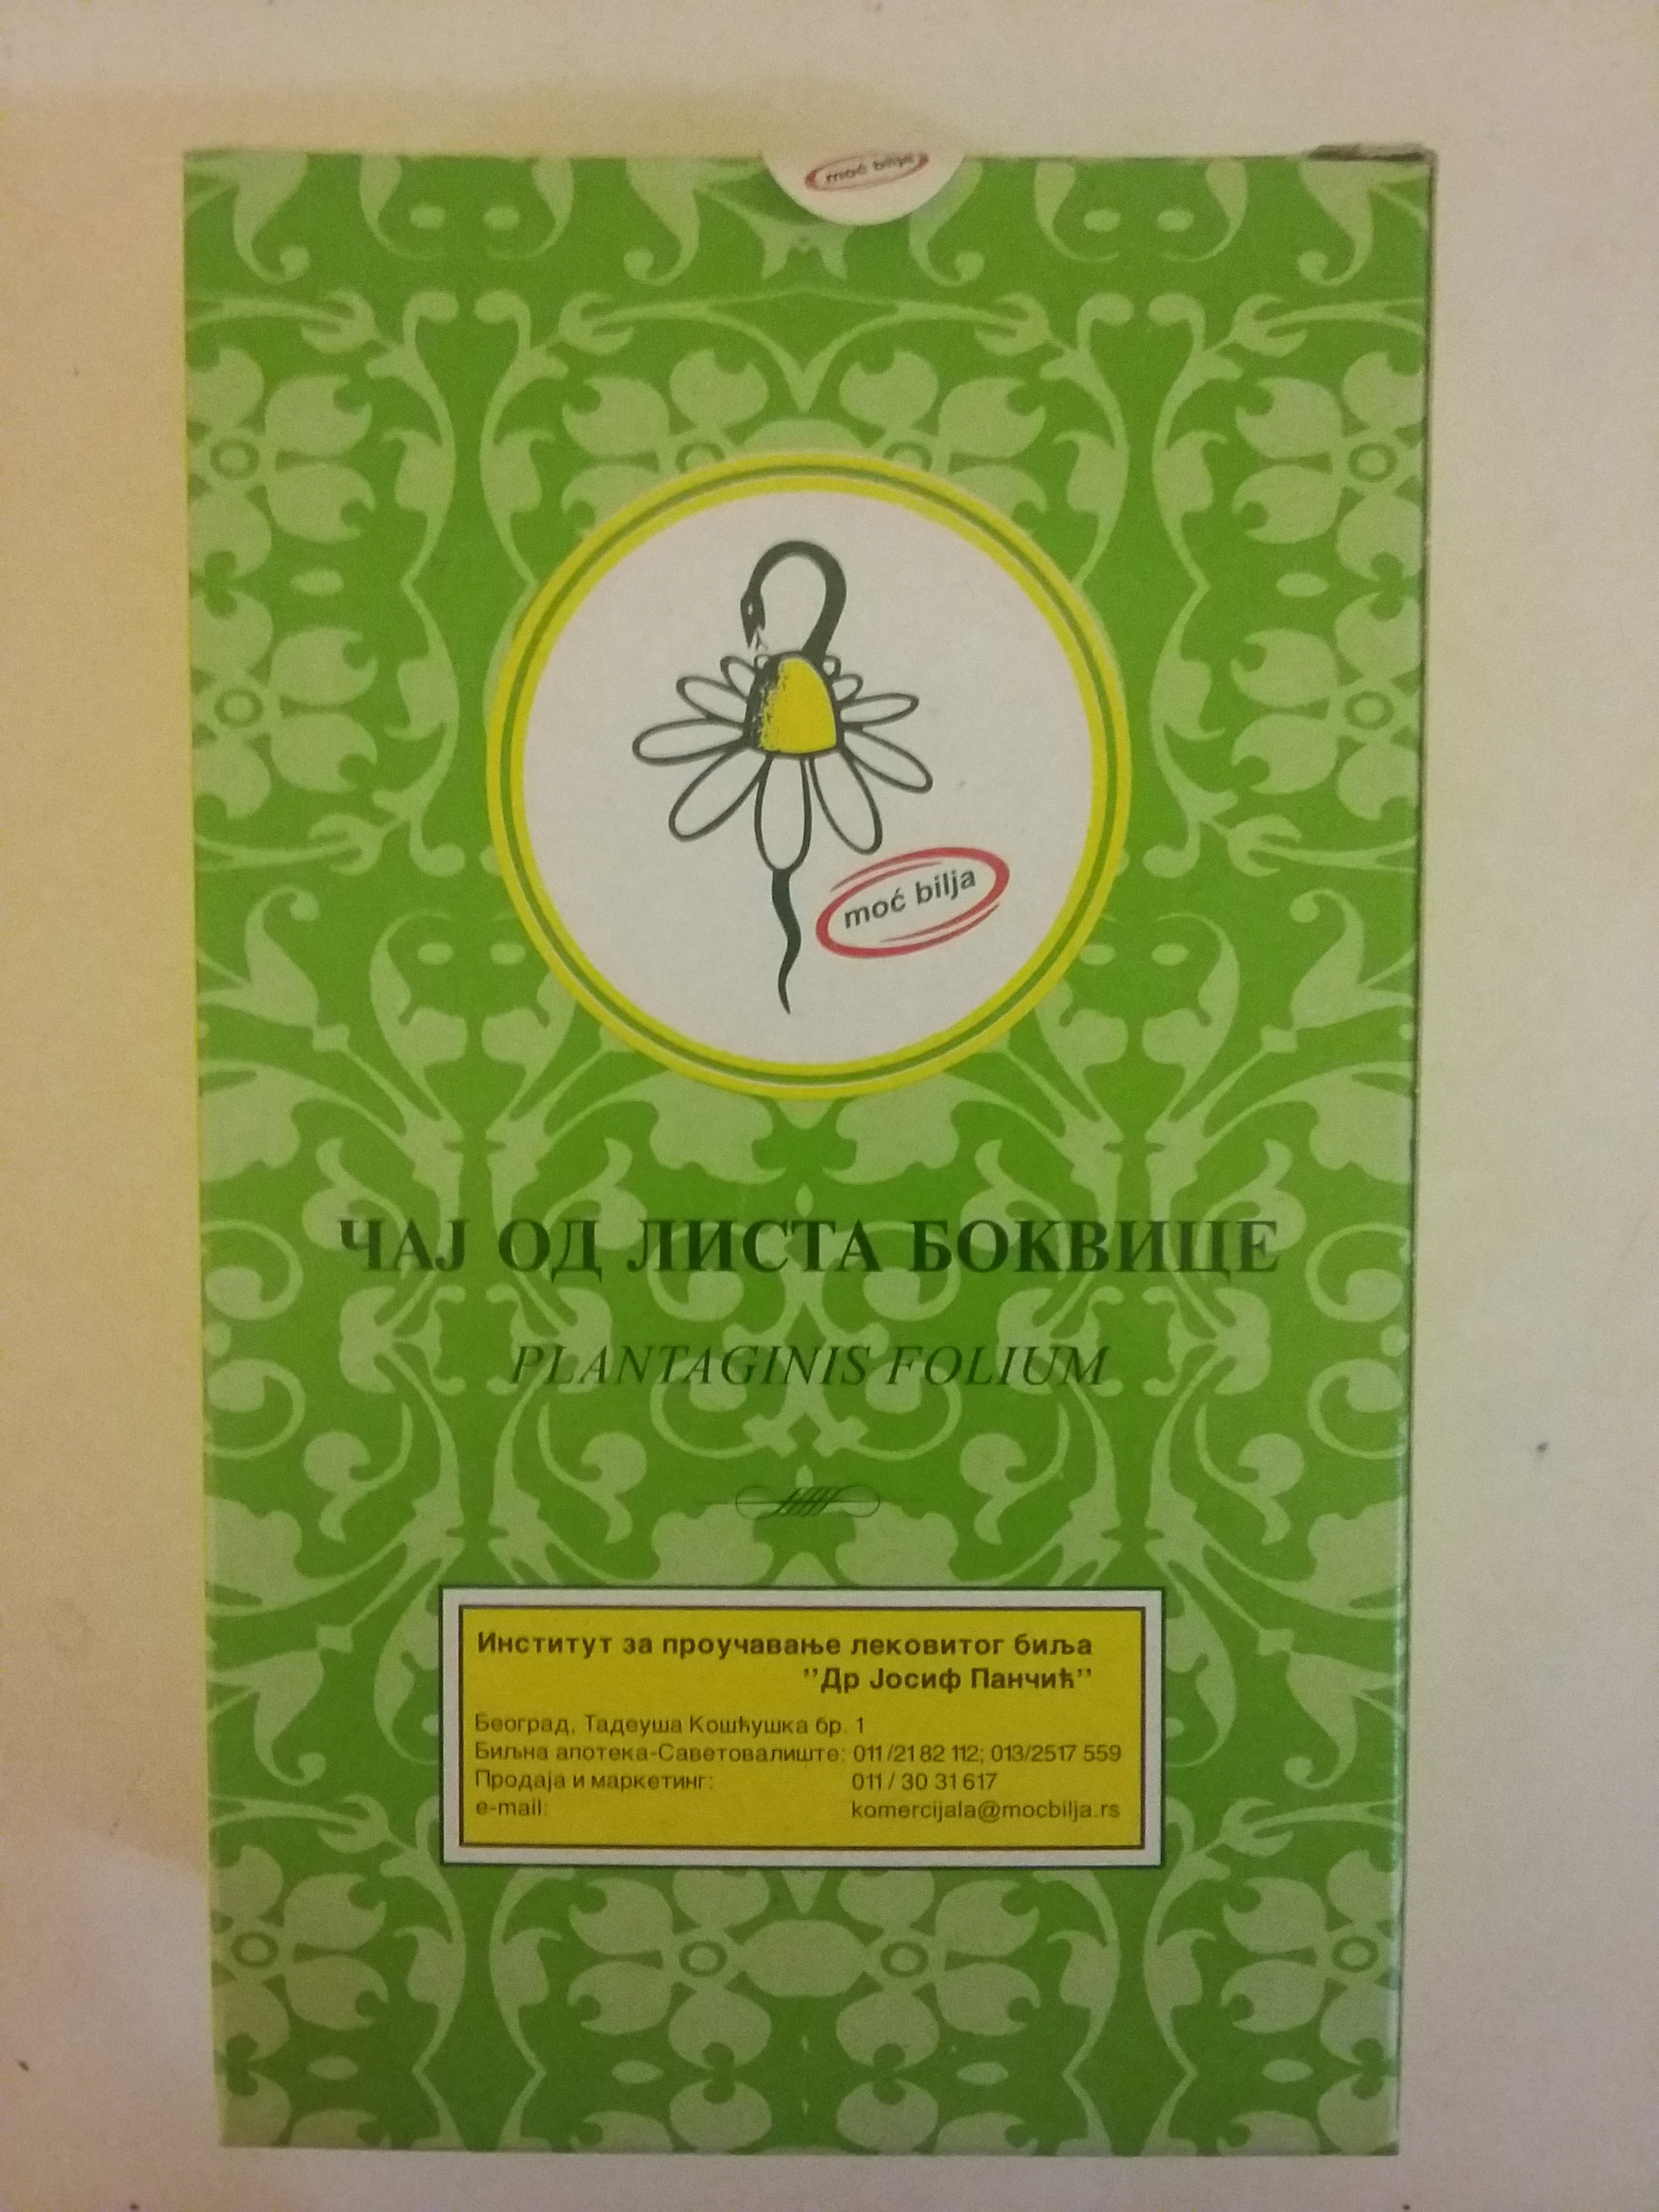 moć bilja
moć bilja
ЧАЈ ОД ЛИСТА БОКВИЦЕ
PLANTAGINIS FOLIUM
Институт за проучавање лековитог биља
''Др Јосиф Панчић''
Београд, Тадеуша Кошћушка бр. 1
Биљна апотека-Саветовалиште: 011/21 82 112; 013/2517 559
Продаја и маркетинг: 011 / 30 31 617
e-mail: komercijala@mocbilja.rs